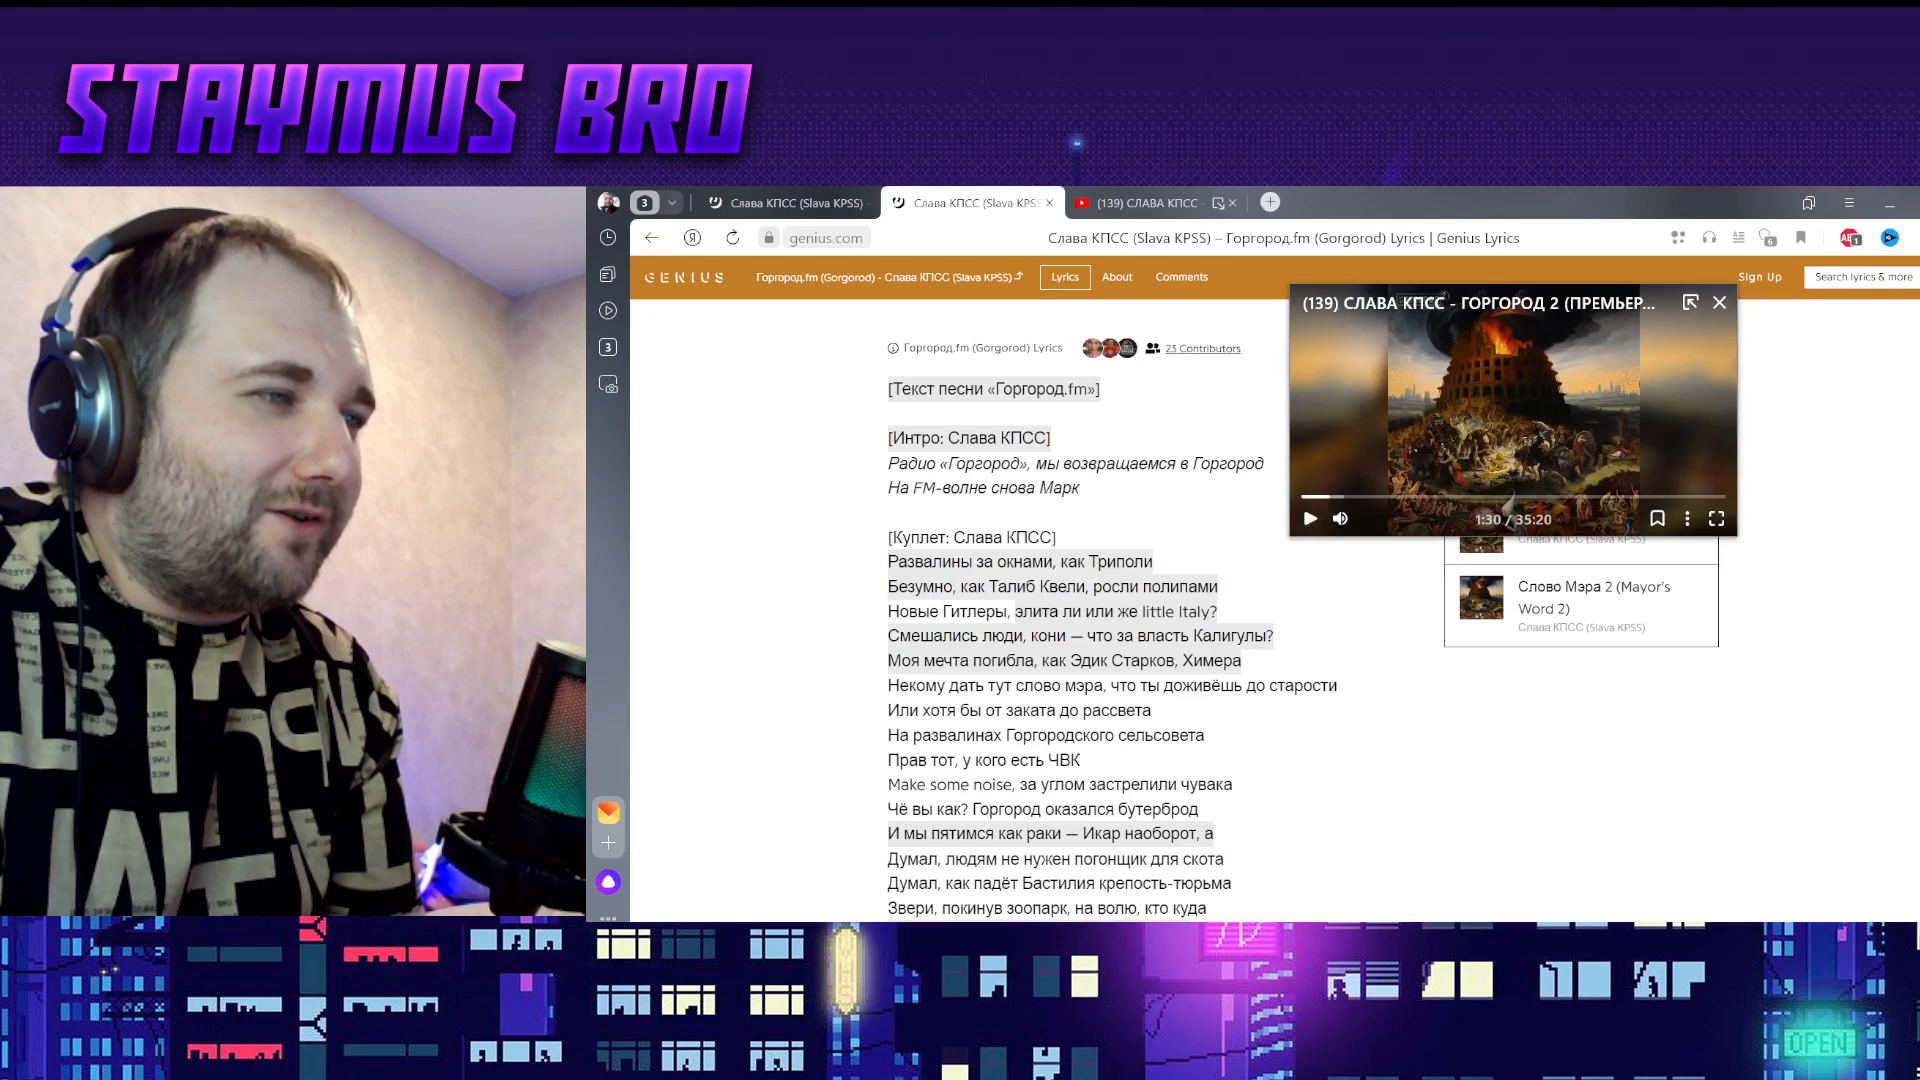 STAYMUS BRO
3
Слава КПСС (Slava KPSS)
Слава КПСС (Slava KPSS
(139) СЛАВА КПСС -
genius.com
Слава КПСС (Slava KPSS) – Горгород.fm (Gorgorod) Lyrics | Genius Lyrics
6
1
3
GENIUS
Горгород.fm (Gorgorod) - Слава КПСС (Slava KPSS)
Lyrics
About
Comments
Sign Up
Search lyrics & more
(139) СЛАВА КПСС - ГОРГОРОД 2 (ПРЕМЬЕР...
1:30 / 35:20
Горгород.fm (Gorgorod) Lyrics
23 Contributors
[Текст песни «Горгород.fm»]
[Интро: Слава КПСС]
Радио «Горгород», мы возвращаемся в Горгород
На FM-волне снова Марк
[Куплет: Слава КПСС]
Развалины за окнами, как Триполи
Безумно, как Талиб Квели, росли полипами
Новые Гитлеры, элита ли или же little Italy?
Смешались люди, кони — что за власть Калигулы?
Моя мечта погибла, как Эдик Старков, Химера
Некому дать тут слово мэра, что ты доживёшь до старости
Или хотя бы от заката до рассвета
На развалинах Горгородского сельсовета
Прав тот, у кого есть ЧВК
Make some noise, за углом застрелили чувака
Чё вы как? Горгород оказался бутерброд
И мы пятимся как раки — Икар наоборот, а
Думал, людям не нужен погонщик для скота
Думал, как падёт Бастилия крепость-тюрьма
Звери, покинув зоопарк, на волю, кто куда
Слава КПСС (Slava KPSS)
Слово Мэра 2 (Mayor's
Word 2)
Слава КПСС (Slava KPSS)
OPEN